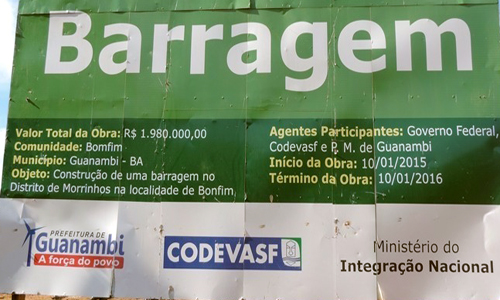 Barragem
Valor Total da Obra: R$ 1.980.000,00
Comunidade: Bomfim
Município: Guanambi - BA
Objeto: Construção de uma barragem no
Distrito de Morrinhos na localidade de Bonfim.
Agentes Participantes: Governo Federal,
Codevasf e P. M. de Guanambi
Início da Obra: 10/01/2015
Término da Obra: 10/01/2016
PREFEITURA DE
Guanambi
A força do povo
CODEVASF
Ministério do
Integração Nacional